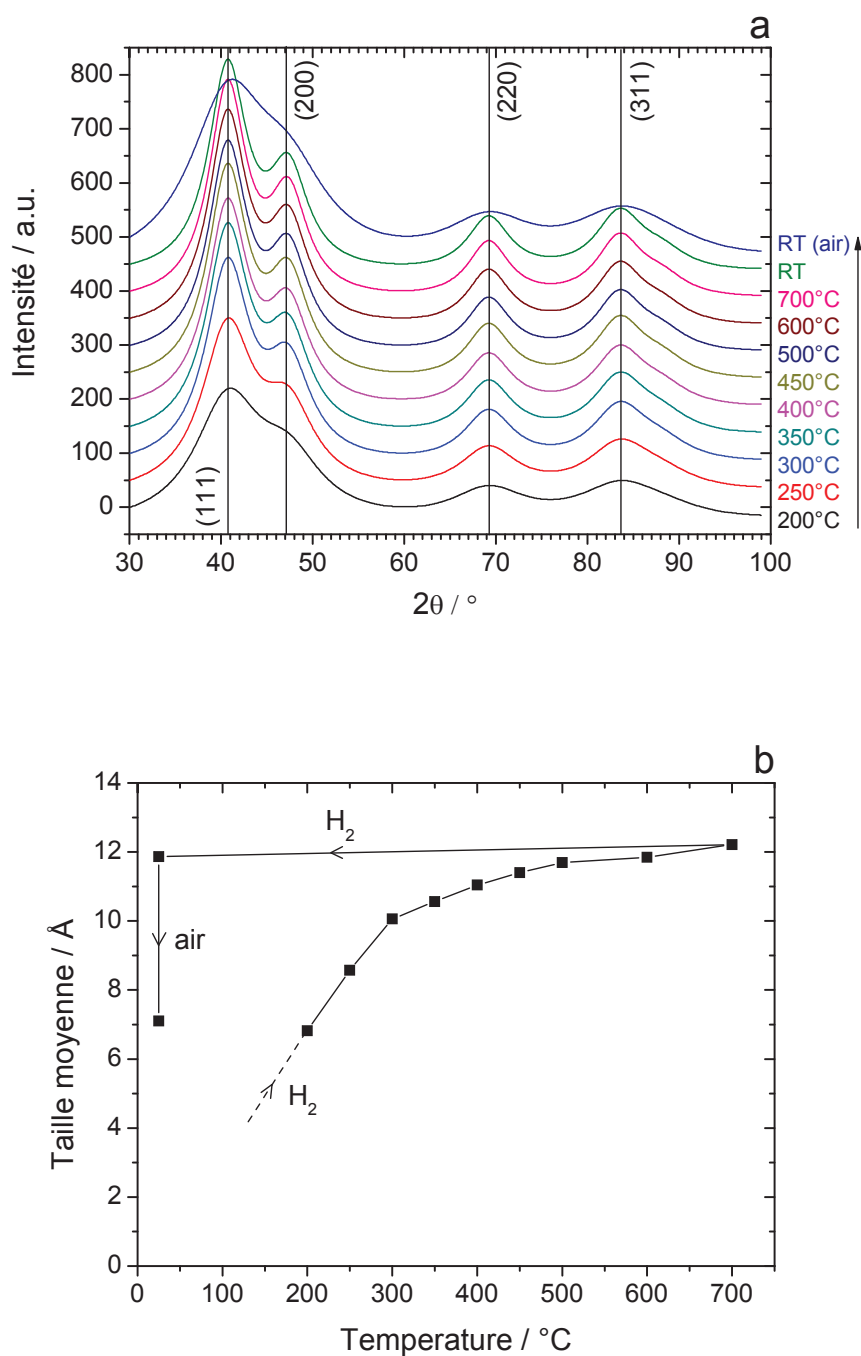 a
800
700
600
500
400
300
200
100
0
Intensité / a.u.
(111)
(200)
(220)
(311)
RT (air)
RT
700°C
600°C
500°C
450°C
400°C
350°C
300°C
250°C
200°C
30 40 50 60 70 80 90 100
2θ / °
b
14
12
10
8
6
4
2
0
Taille moyenne / Å
H₂
air
H₂
0 100 200 300 400 500 600 700
Temperature / °C